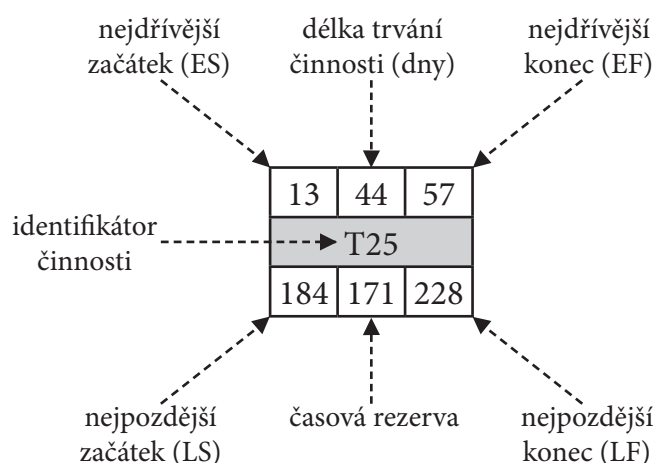 nejdřívější
začátek (ES)
délka trvání
činnosti (dny)
nejdřívější
konec (EF)
13 44 57
identifikátor
činnosti
T25
184 171 228
nejpozdější
začátek (LS)
časová rezerva
nejpozdější
konec (LF)